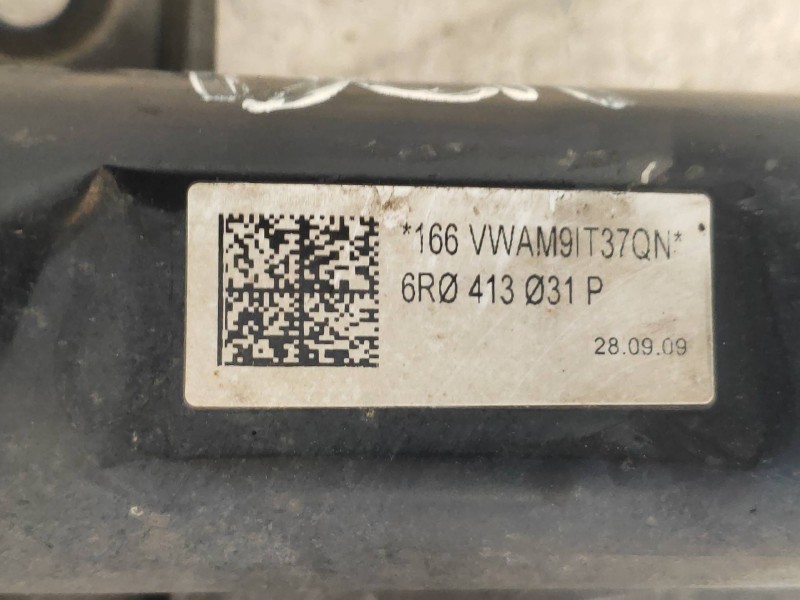 *166 VWAM9IT37QN*
6RØ 413 Ø31 P
28.09.09